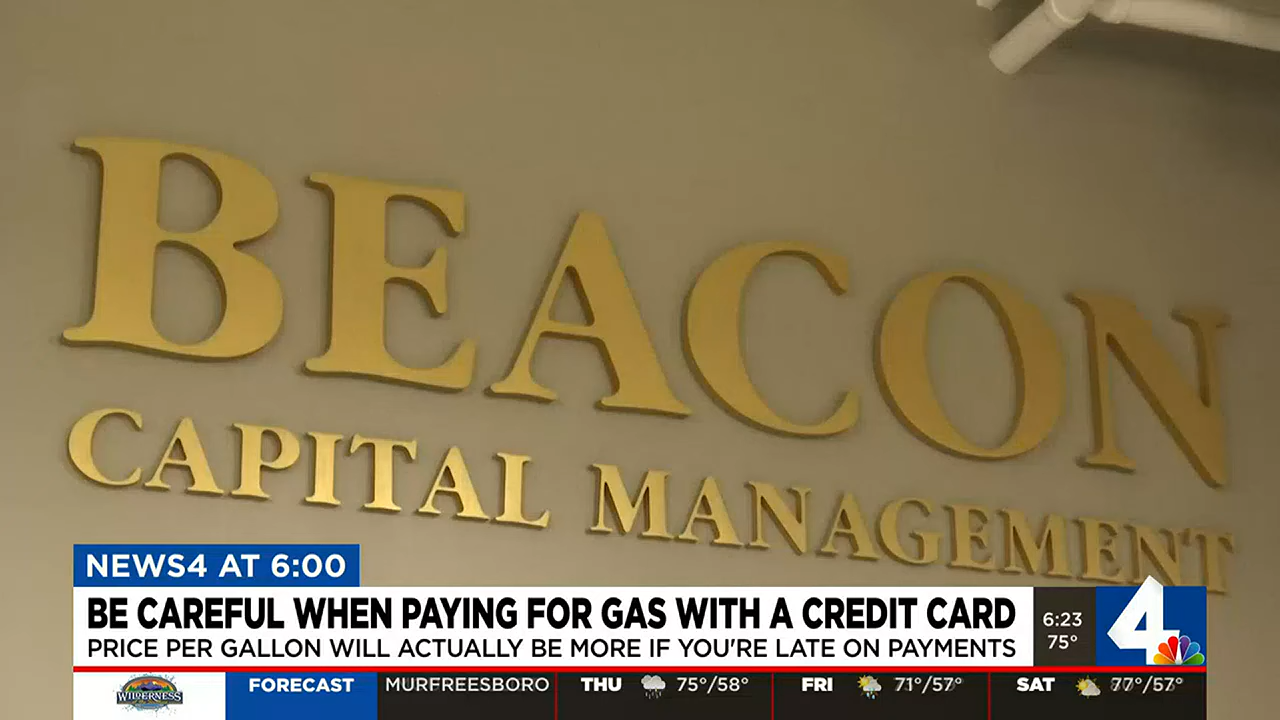 BEACON
CAPITAL MANAGEMENT
NEWS4 AT 6:00
BE CAREFUL WHEN PAYING FOR GAS WITH A CREDIT CARD
PRICE PER GALLON WILL ACTUALLY BE MORE IF YOU'RE LATE ON PAYMENTS
6:23
75°
4
WILDERNESS
FORECAST
MURFREESBORO
THU 75°/58°
FRI 71°/57°
SAT 77°/57°